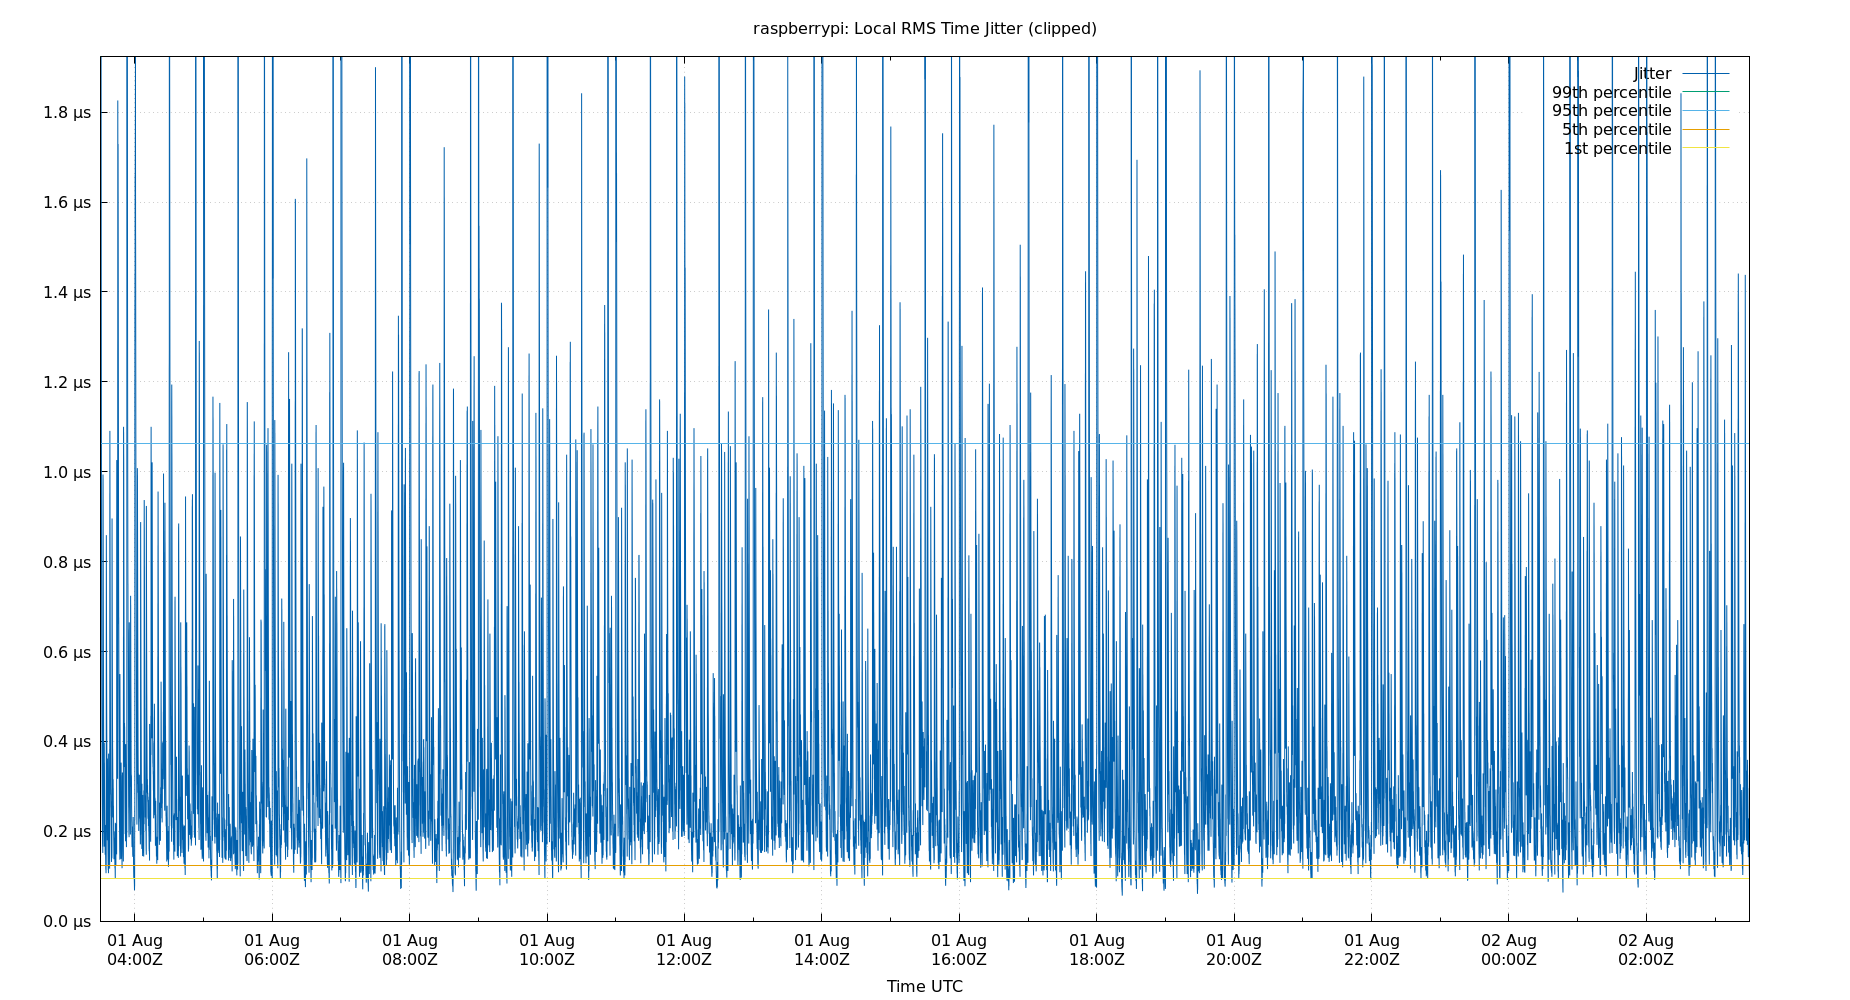 raspberrypi: Local RMS Time Jitter (clipped)
Jitter
99th percentile
95th percentile
5th percentile
1st percentile
1.8 µs
1.6 µs
1.4 µs
1.2 µs
1.0 µs
0.8 µs
0.6 µs
0.4 µs
0.2 µs
0.0 µs
01 Aug 01 Aug 01 Aug 01 Aug 01 Aug 01 Aug 01 Aug 01 Aug 01 Aug 01 Aug 02 Aug 02 Aug
04:00Z 06:00Z 08:00Z 10:00Z 12:00Z 14:00Z 16:00Z 18:00Z 20:00Z 22:00Z 00:00Z 02:00Z
Time UTC